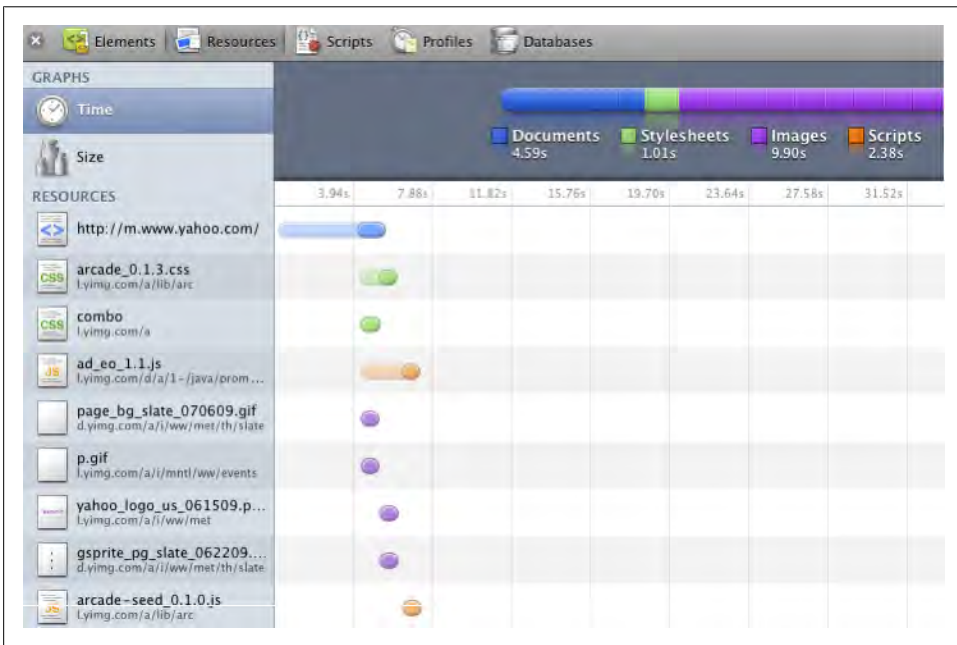 Elements Resources Scripts Profiles Databases
GRAPHS
Time
Size
Documents Stylesheets Images Scripts
4.59s 1.01s 9.90s 2.38s
RESOURCES
3.94s 7.88s 11.82s 15.76s 19.70s 23.64s 27.58s 31.52s
http://m.www.yahoo.com/
arcade_0.1.3.css
l.yimg.com/a/lib/arc
combo
l.yimg.com/a
ad_eo_1.1.js
l.yimg.com/d/a/1-/java/prom...
page_bg_slate_070609.gif
d.yimg.com/a/i/ww/met/th/slate
p.gif
l.yimg.com/a/i/mntl/ww/events
yahoo_logo_us_061509.p...
l.yimg.com/a/i/ww/met
gsprite_pg_slate_062209....
d.yimg.com/a/i/ww/met/th/slate
arcade-seed_0.1.0.js
l.yimg.com/a/lib/arc